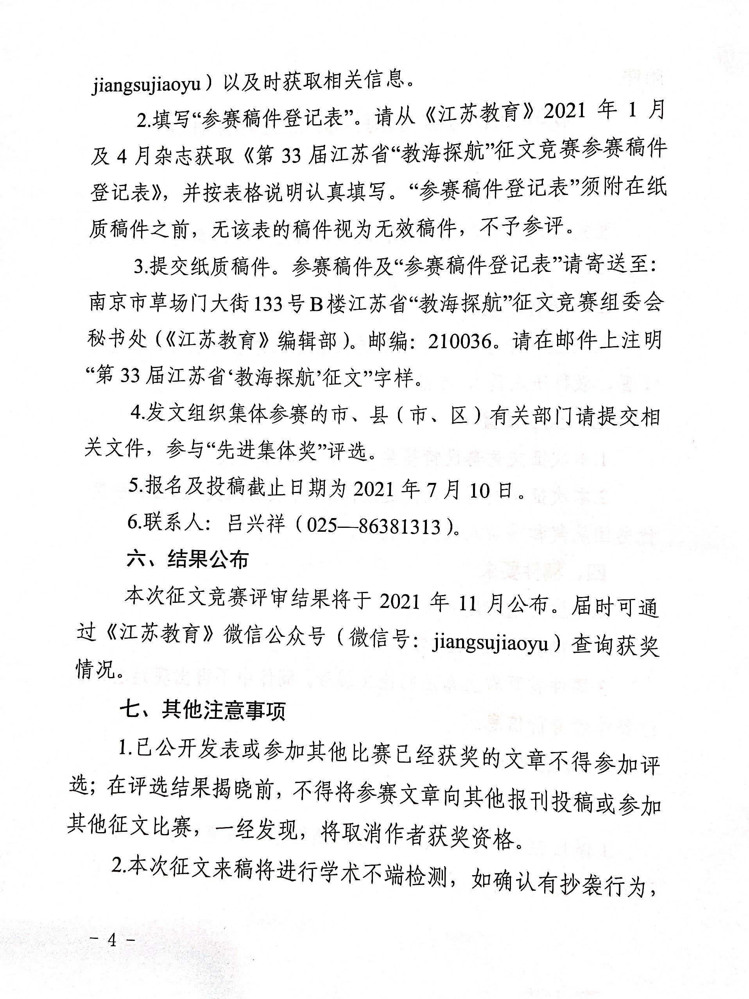 jiangsujiaoyu）以及时获取相关信息。
2.填写“参赛稿件登记表”。请从《江苏教育》2021 年 1 月
及 4 月杂志获取《第 33 届江苏省“教海探航”征文竞赛参赛稿件
登记表》，并按表格说明认真填写。“参赛稿件登记表”须附在纸
质稿件之前，无该表的稿件视为无效稿件，不予参评。
3.提交纸质稿件。参赛稿件及“参赛稿件登记表”请寄送至：
南京市草场门大街 133 号 B 楼江苏省“教海探航”征文竞赛组委会
秘书处（《江苏教育》编辑部）。邮编：210036。请在邮件上注明
“第 33 届江苏省‘教海探航’征文”字样。
4.发文组织集体参赛的市、县（市、区）有关部门请提交相
关文件，参与“先进集体奖”评选。
5.报名及投稿截止日期为 2021 年 7 月 10 日。
6.联系人：吕兴祥（025—86381313）。
六、结果公布
本次征文竞赛评审结果将于 2021 年 11 月公布。届时可通
过《江苏教育》微信公众号（微信号：jiangsujiaoyu）查询获奖
情况。
七、其他注意事项
1.已公开发表或参加其他比赛已经获奖的文章不得参加评
选；在评选结果揭晓前，不得将参赛文章向其他报刊投稿或参加
其他征文比赛，一经发现，将取消作者获奖资格。
2.本次征文来稿将进行学术不端检测，如确认有抄袭行为，
- 4 -